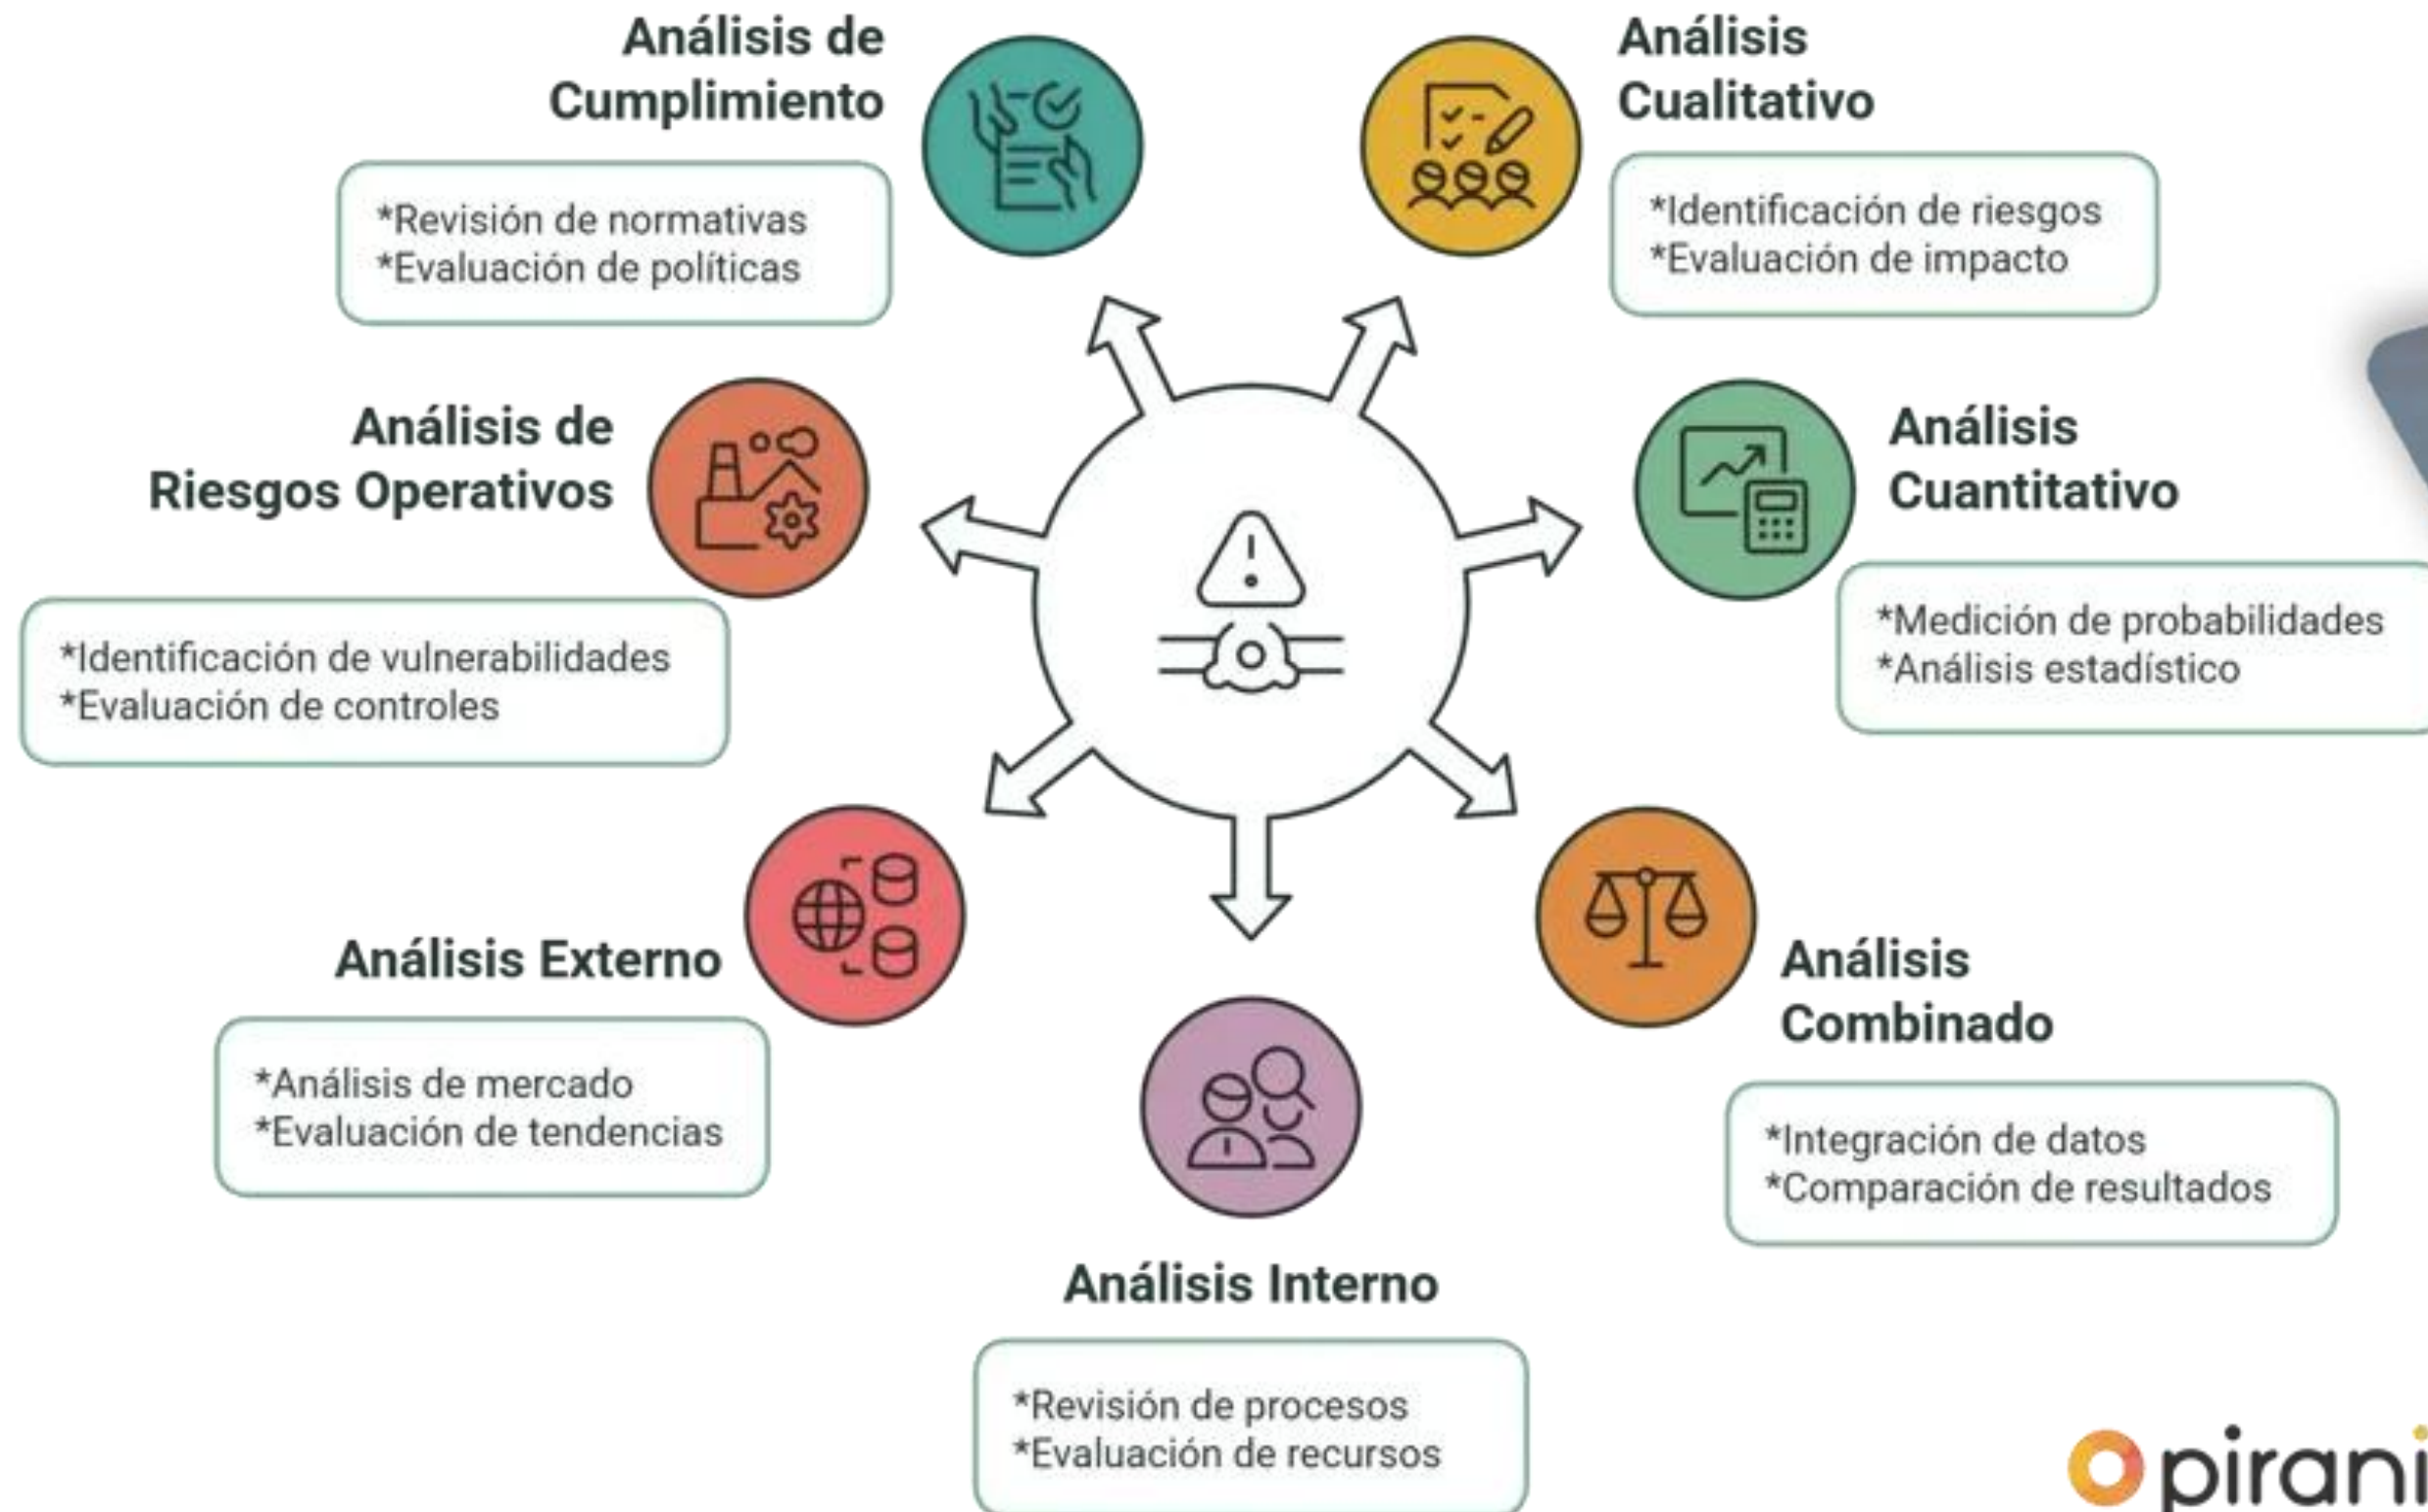 Análisis de
Cumplimiento
*Revisión de normativas
*Evaluación de políticas
Análisis
Cualitativo
*Identificación de riesgos
*Evaluación de impacto
Análisis de
Riesgos Operativos
*Identificación de vulnerabilidades
*Evaluación de controles
Análisis
Cuantitativo
*Medición de probabilidades
*Análisis estadístico
Análisis Externo
*Análisis de mercado
*Evaluación de tendencias
Análisis
Combinado
*Integración de datos
*Comparación de resultados
Análisis Interno
*Revisión de procesos
*Evaluación de recursos
pirani